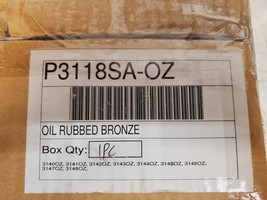 P3118SA-OZ
OIL RUBBED BRONZE
Box Qty: 1PC
3140OZ, 3141OZ, 3142OZ, 3143OZ, 3144OZ, 3145OZ, 3146OZ,
3147OZ, 3148OZ,